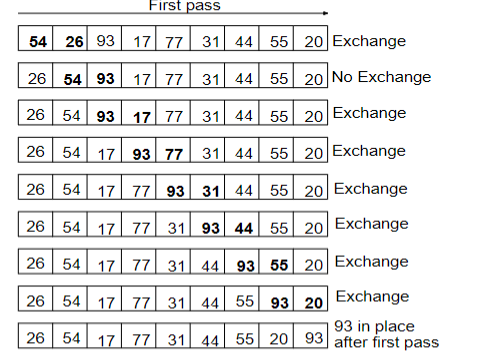 First pass
54 26 93 17 77 31 44 55 20 Exchange
26 54 93 17 77 31 44 55 20 No Exchange
26 54 93 17 77 31 44 55 20 Exchange
26 54 17 93 77 31 44 55 20 Exchange
26 54 17 77 93 31 44 55 20 Exchange
26 54 17 77 31 93 44 55 20 Exchange
26 54 17 77 31 44 93 55 20 Exchange
26 54 17 77 31 44 55 93 20 Exchange
26 54 17 77 31 44 55 20 93 93 in place
after first pass